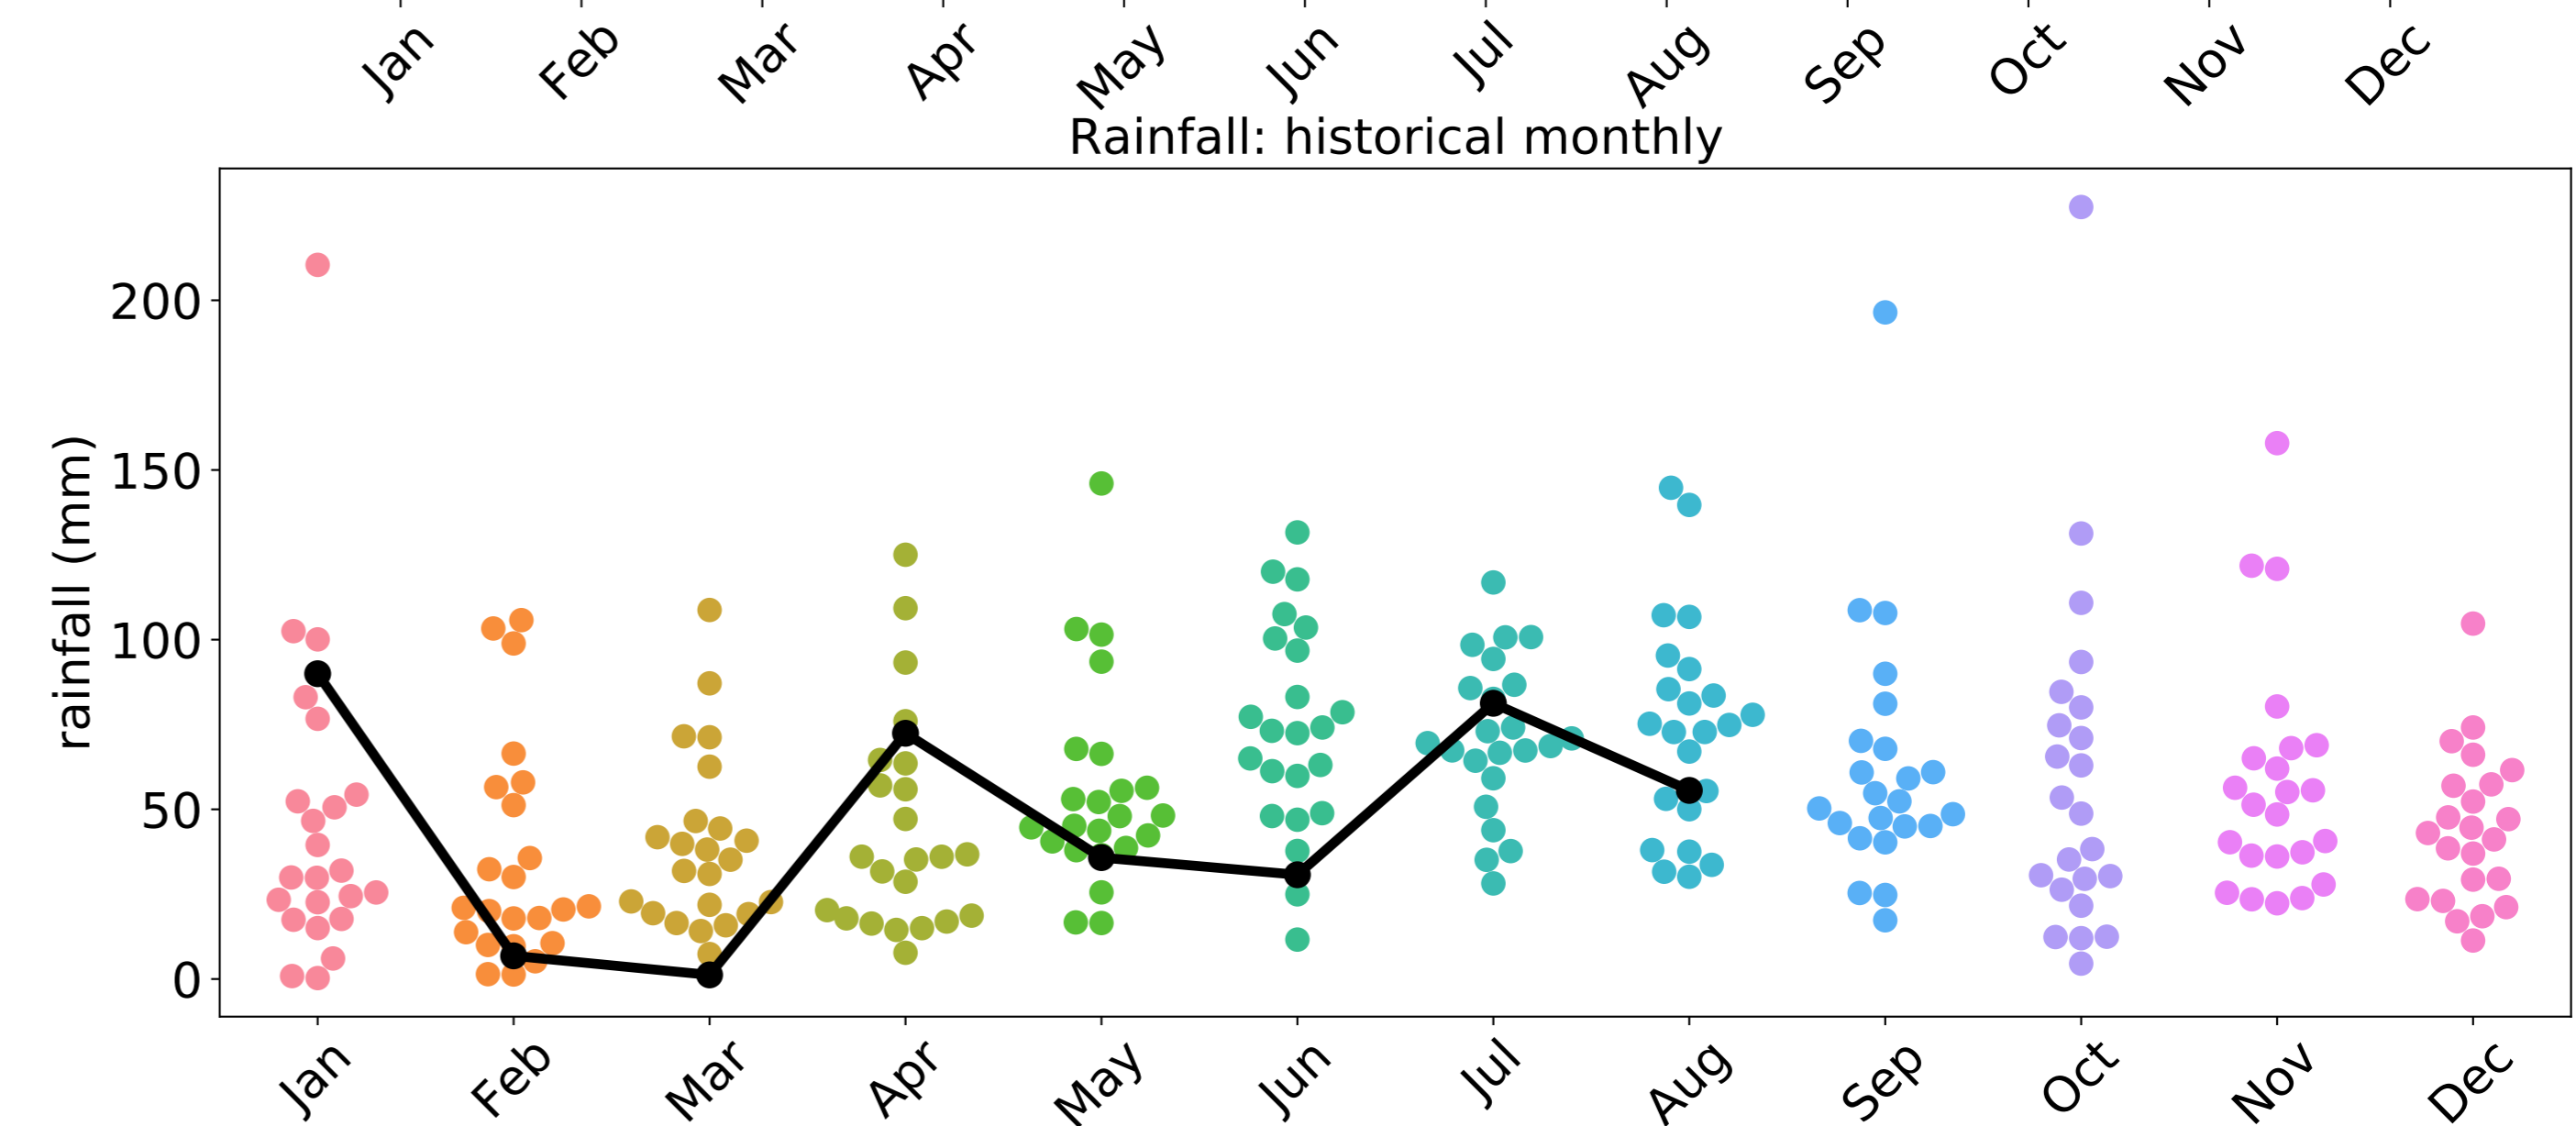 Jan Feb Mar Apr May Jun Jul Aug Sep Oct Nov Dec
Rainfall: historical monthly
rainfall (mm)
200
150
100
50
0
Jan Feb Mar Apr May Jun Jul Aug Sep Oct Nov Dec